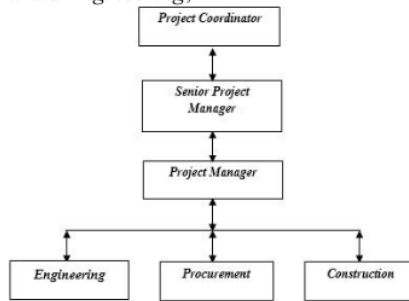 Project Coordinator
Senior Project
Manager
Project Manager
Engineering
Procurement
Construction